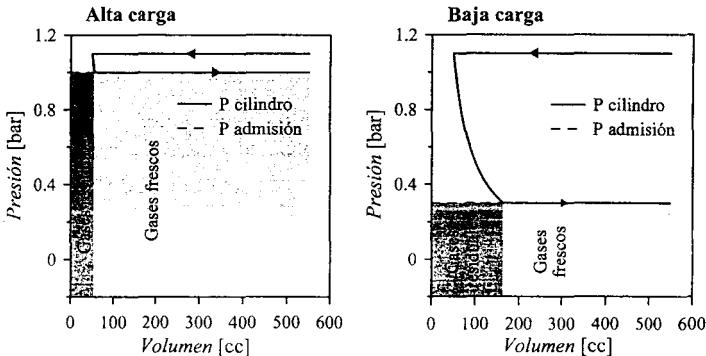 Alta carga
1.2
0.8
0.4
0
Presión [bar]
P cilindro
P admisión
Gases
Gases frescos
0 100 200 300 400 500 600
Volumen [cc]
Baja carga
1.2
0.8
0.4
0
Presión [bar]
P cilindro
P admisión
Gases
Gases
frescos
0 100 200 300 400 500 600
Volumen [cc]